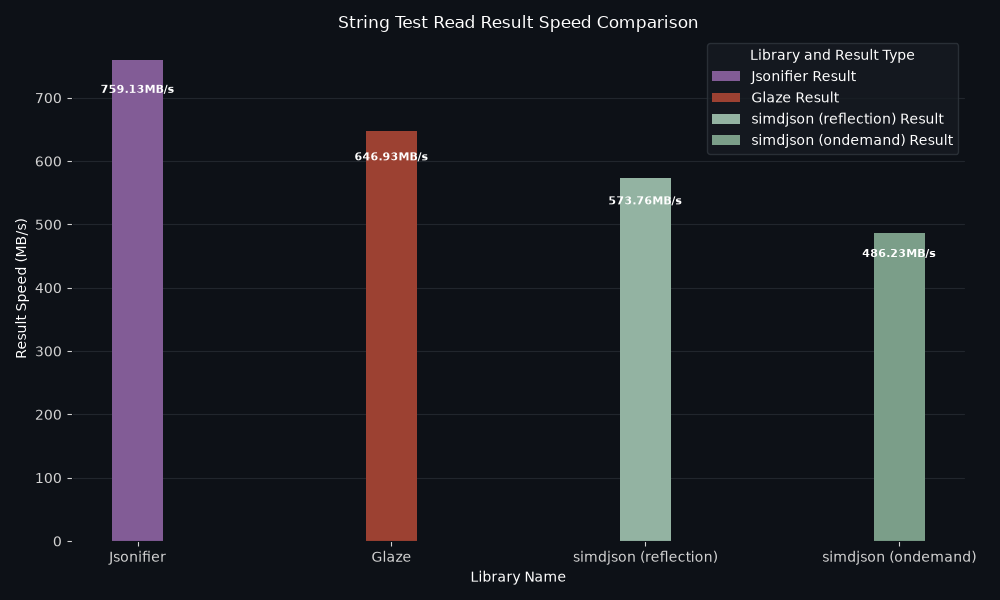 String Test Read Result Speed Comparison
Library and Result Type
Jsonifier Result
Glaze Result
simdjson (reflection) Result
simdjson (ondemand) Result
Result Speed (MB/s)
700
600
500
400
300
200
100
0
759.13MB/s
646.93MB/s
573.76MB/s
486.23MB/s
Jsonifier
Glaze
simdjson (reflection)
simdjson (ondemand)
Library Name